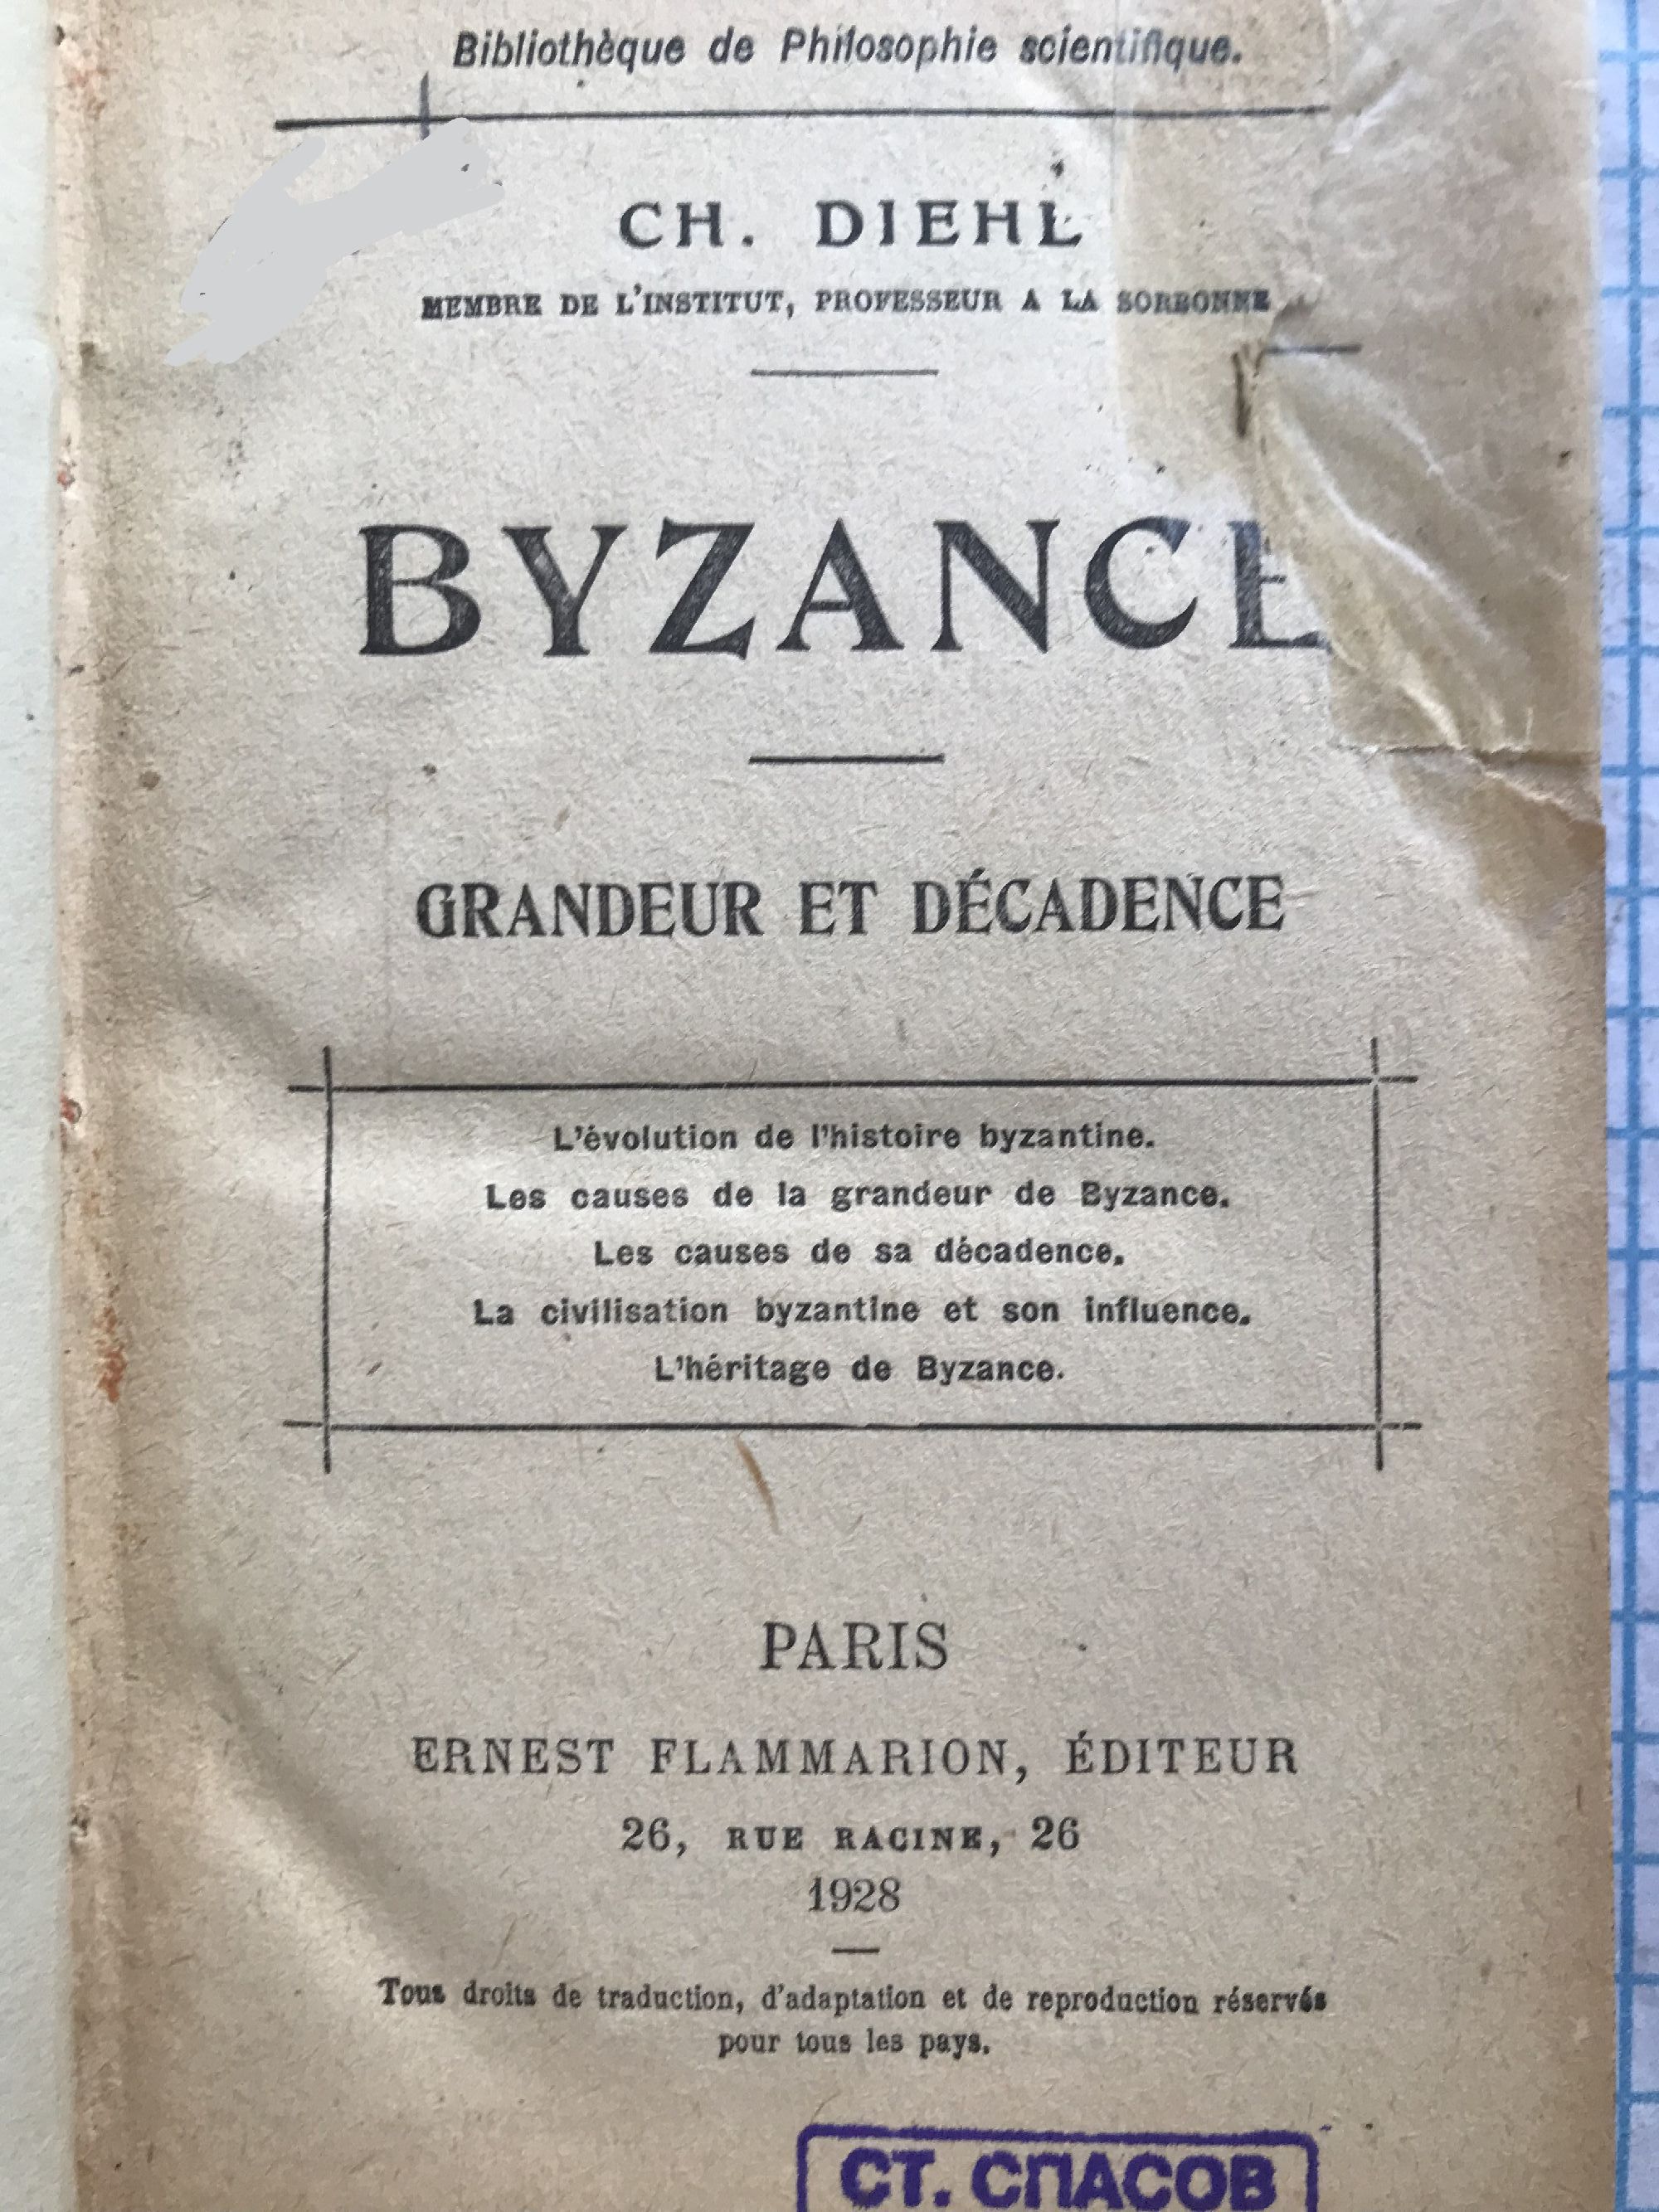 Bibliothèque de Philosophie scientifique.
CH. DIEHL
MEMBRE DE L'INSTITUT, PROFESSEUR A LA SORBONNE
BYZANCE
GRANDEUR ET DÉCADENCE
L'évolution de l'histoire byzantine.
Les causes de la grandeur de Byzance.
Les causes de sa décadence.
La civilisation byzantine et son influence.
L'héritage de Byzance.
PARIS
ERNEST FLAMMARION, ÉDITEUR
26, RUE RACINE, 26
1928
Tous droits de traduction, d'adaptation et de reproduction réservés
pour tous les pays.
СТ. СПАСОВ